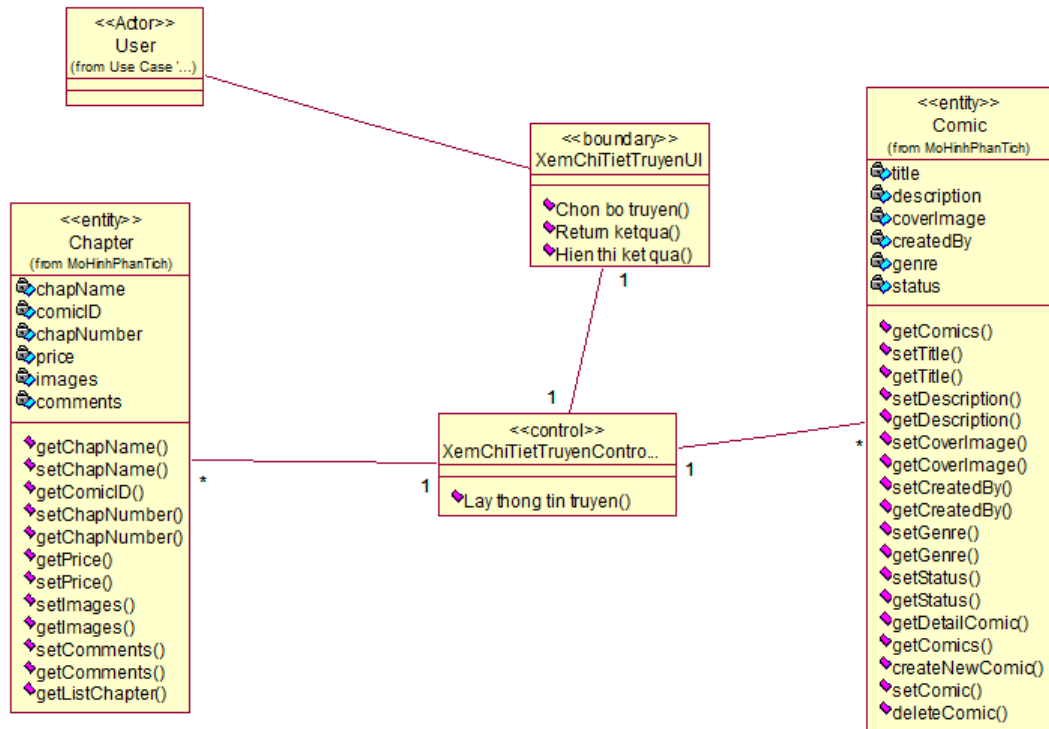 <<Actor>>
User
(from Use Case '...)
<<boundary>>
XemChiTietTruyenUI
Chon bo truyen()
Return ketqua()
Hien thi ket qua()
1
<<entity>>
Chapter
(from MoHinhPhanTich)
chapName
comicID
chapNumber
price
images
comments
getChapName()
setChapName()
getComicID()
setChapNumber()
getChapNumber()
getPrice()
setPrice()
setImages()
getImages()
setComments()
getComments()
getListChapter()
*
1
1
<<control>>
XemChiTietTruyenContro...
Lay thong tin truyen()
1
*
<<entity>>
Comic
(from MoHinhPhanTich)
title
description
coverImage
createdBy
genre
status
getComics()
setTitle()
getTitle()
setDescription()
getDescription()
setCoverImage()
getCoverImage()
setCreatedBy()
getCreatedBy()
setGenre()
getGenre()
setStatus()
getStatus()
getDetailComic()
getComics()
createNewComic()
setComic()
deleteComic()